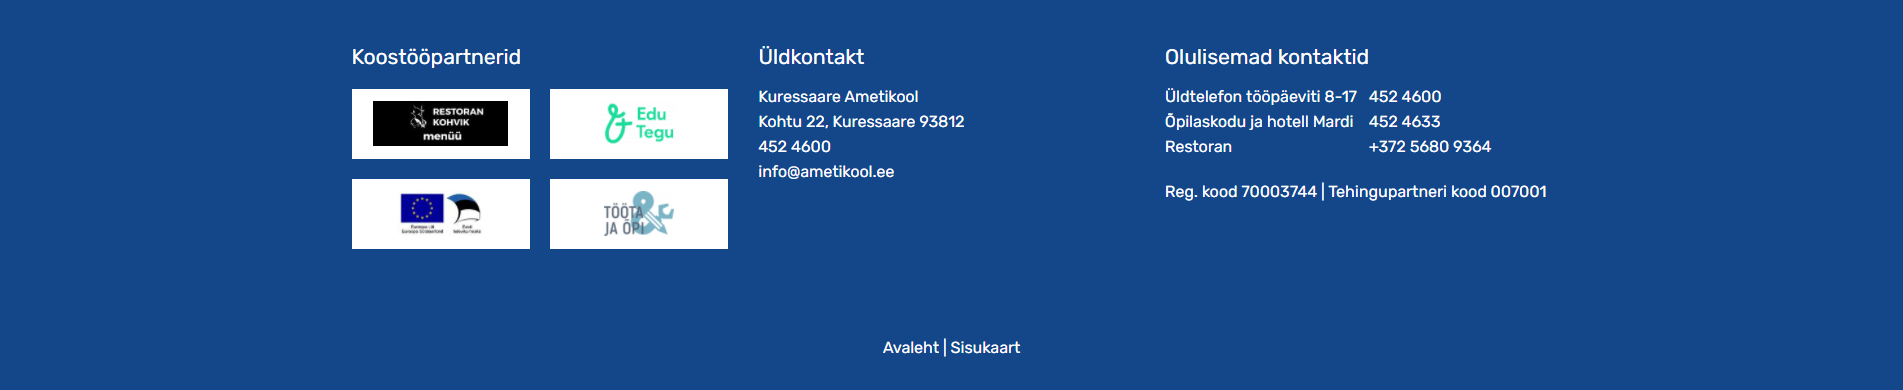 Koostööpartnerid
RESTORAN
KOHVIK
menüü
Edu
Tegu
TÖÖTA
JA ÕPI
Üldkontakt
Kuressaare Ametikool
Kohtu 22, Kuressaare 93812
452 4600
info@ametikool.ee
Olulisemad kontaktid
Üldtelefon tööpäeviti 8-17 452 4600
Õpilaskodu ja hotell Mardi 452 4633
Restoran +372 5680 9364
Reg. kood 70003744 | Tehingupartneri kood 007001
Avaleht | Sisukaart